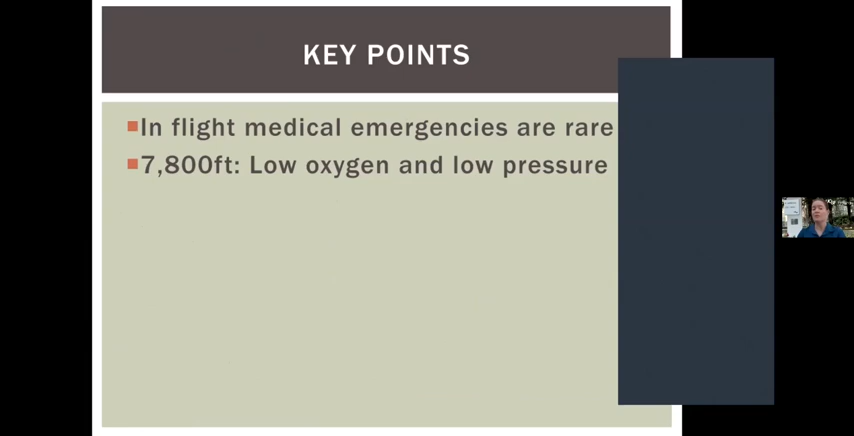 KEY POINTS
In flight medical emergencies are rare
7,800ft: Low oxygen and low pressure